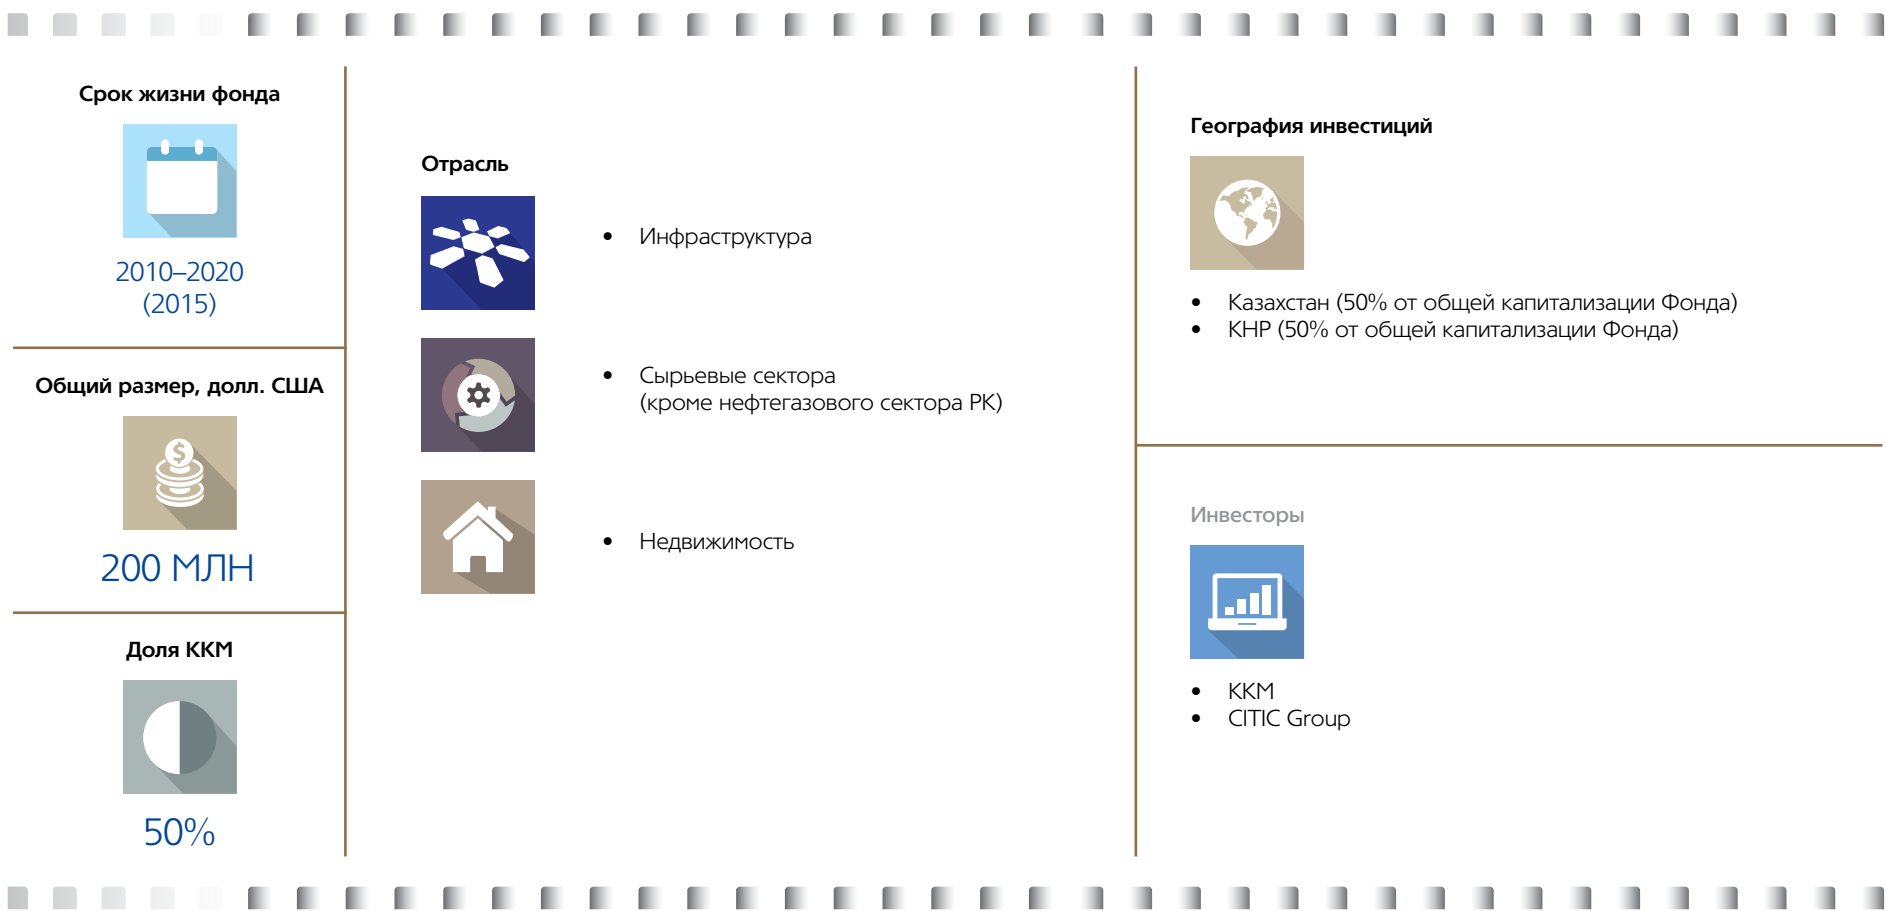 Срок жизни фонда
2010–2020
(2015)
Общий размер, долл. США
200 МЛН
Доля ККМ
50%
Отрасль
• Инфраструктура
• Сырьевые сектора
(кроме нефтегазового сектора РК)
• Недвижимость
География инвестиций
• Казахстан (50% от общей капитализации Фонда)
• КНР (50% от общей капитализации Фонда)
Инвесторы
• ККМ
• CITIC Group